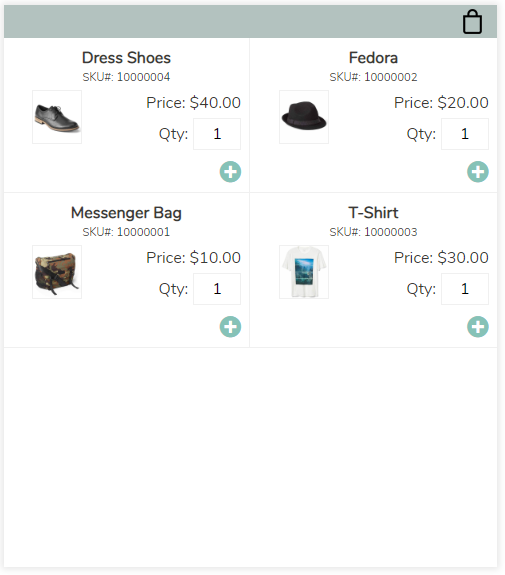 Dress Shoes
SKU#: 10000004
Price: $40.00
Qty: 1
Fedora
SKU#: 10000002
Price: $20.00
Qty: 1
Messenger Bag
SKU#: 10000001
Price: $10.00
Qty: 1
T-Shirt
SKU#: 10000003
Price: $30.00
Qty: 1